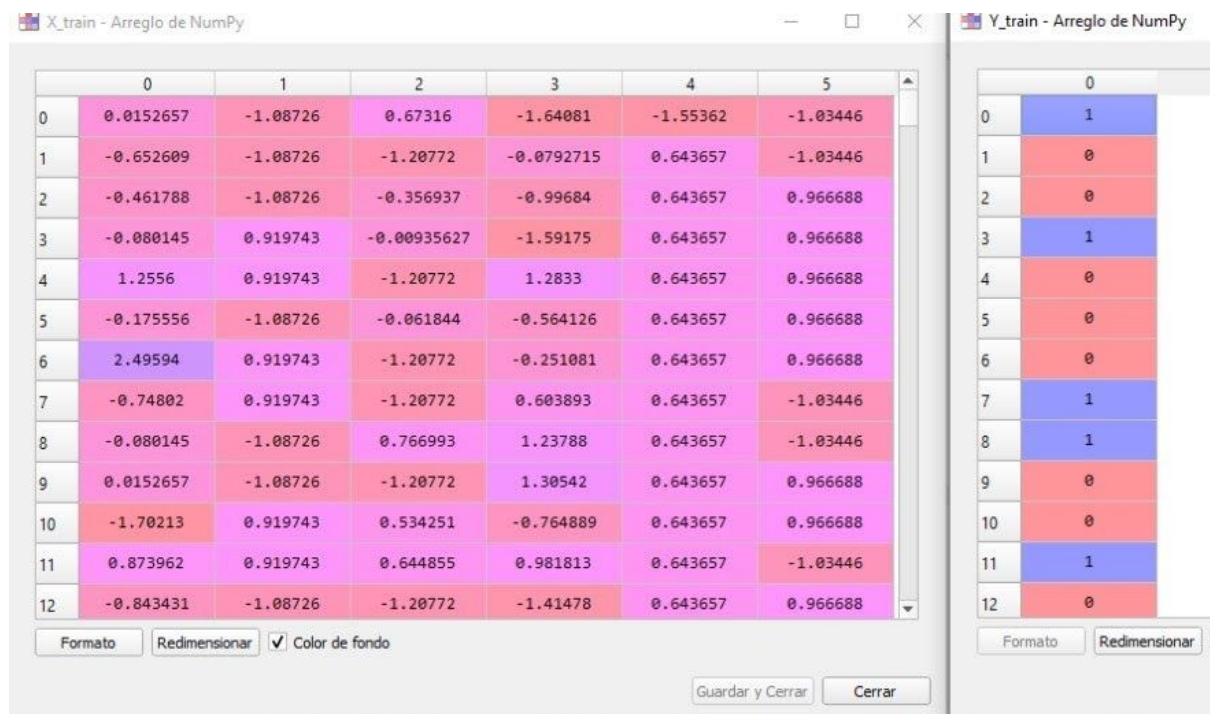 X_train - Arreglo de NumPy
0 1 2 3 4 5
0 0.0152657 -1.08726 0.67316 -1.64081 -1.55362 -1.03446
1 -0.652609 -1.08726 -1.20772 -0.0792715 0.643657 -1.03446
2 -0.461788 -1.08726 -0.356937 -0.99684 0.643657 0.966688
3 -0.080145 0.919743 -0.00935627 -1.59175 0.643657 0.966688
4 1.2556 0.919743 -1.20772 1.2833 0.643657 0.966688
5 -0.175556 -1.08726 -0.061844 -0.564126 0.643657 0.966688
6 2.49594 0.919743 -1.20772 -0.251081 0.643657 0.966688
7 -0.74802 0.919743 -1.20772 0.603893 0.643657 -1.03446
8 -0.080145 -1.08726 0.766993 1.23788 0.643657 -1.03446
9 0.0152657 -1.08726 -1.20772 1.30542 0.643657 0.966688
10 -1.70213 0.919743 0.534251 -0.764889 0.643657 0.966688
11 0.873962 0.919743 0.644855 0.981813 0.643657 -1.03446
12 -0.843431 -1.08726 -1.20772 -1.41478 0.643657 0.966688
Formato Redimensionar Color de fondo
Guardar y Cerrar Cerrar
Y_train - Arreglo de NumPy
0
0 1
1 0
2 0
3 1
4 0
5 0
6 0
7 1
8 1
9 0
10 0
11 1
12 0
Formato Redimensionar